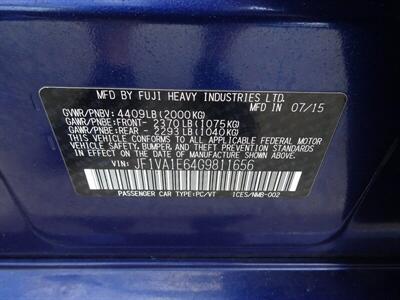 MFD BY FUJI HEAVY INDUSTRIES LTD.
MFD IN 07/15
GVWR/PNBV: 4409LB (2000KG)
GAWR/PNBE:FRONT- 2370LB (1075KG)
GAWR/PNBE:REAR - 2293LB (1040KG)
THIS VEHICLE CONFORMS TO ALL APPLICABLE FEDERAL MOTOR
VEHICLE SAFETY, BUMPER, AND THEFT PREVENTION
STANDARDS IN EFFECT ON THE DATE OF
MANUFACTURE SHOWN ABOVE.
VIN: JF1VA1E64G9811656
PASSENGER CAR TYPE:PC/VT ICES/NMB-002